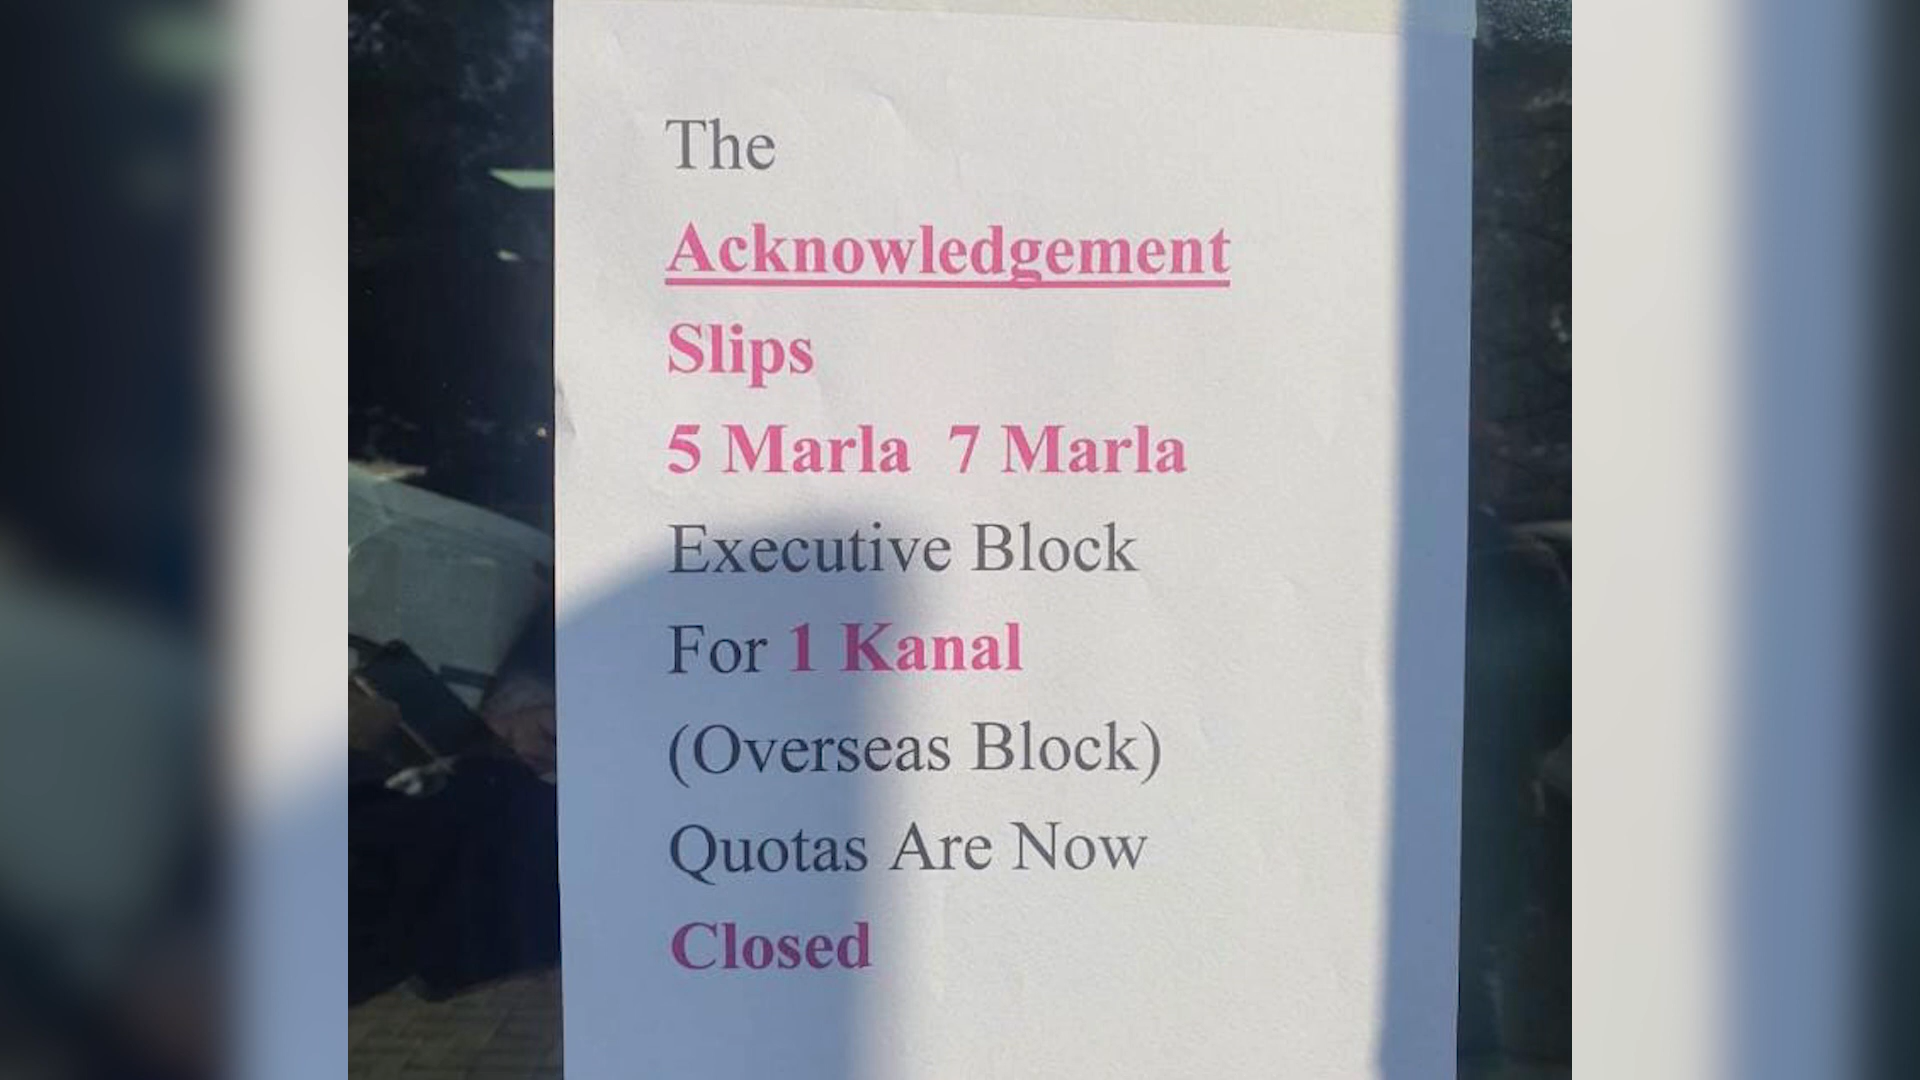 The
Acknowledgement
Slips
5 Marla  7 Marla
Executive Block
For 1 Kanal
(Overseas Block)
Quotas Are Now
Closed